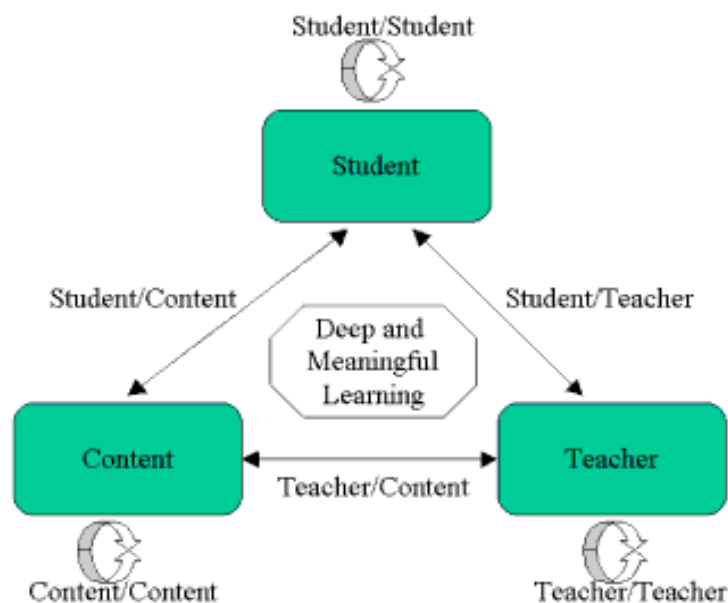 Student/Student
Student
Student/Content
Student/Teacher
Deep and
Meaningful
Learning
Content
Teacher
Teacher/Content
Content/Content
Teacher/Teacher